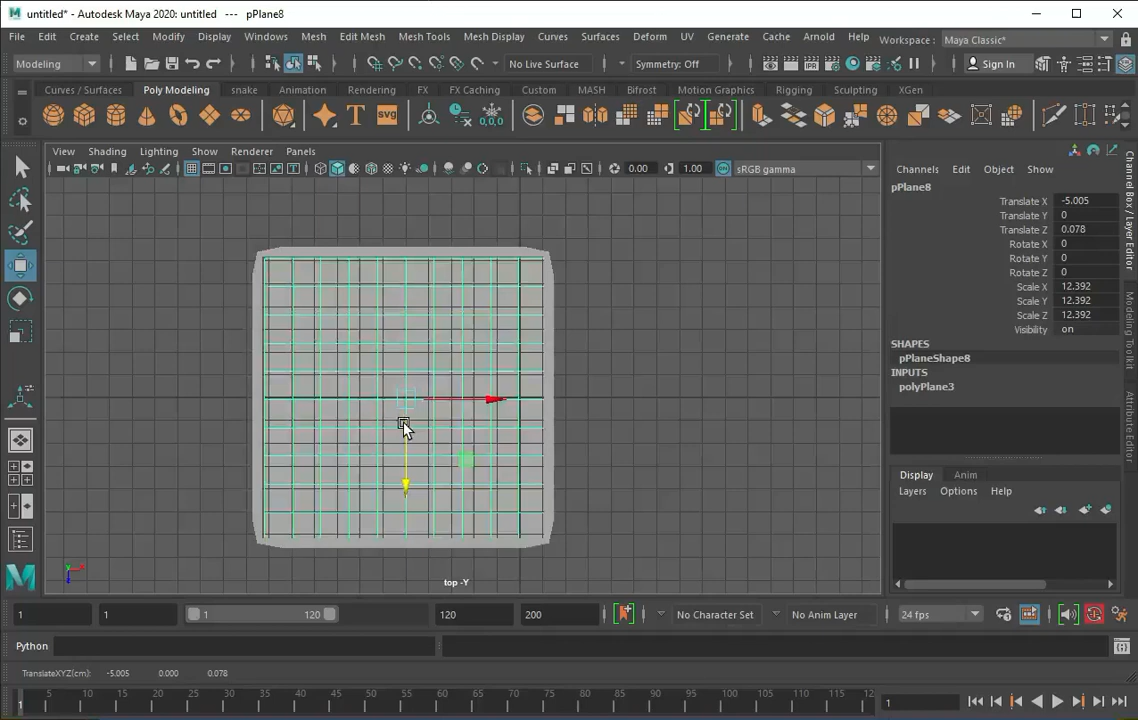 untitled* - Autodesk Maya 2020: untitled --- pPlane8
File Edit Create Select Modify Display Windows Mesh Edit Mesh Mesh Tools Mesh Display Curves Surfaces Deform UV Generate Cache Arnold Help Workspace : Maya Classic*
Modeling No Live Surface Symmetry: Off Sign In
Curves / Surfaces Poly Modeling snake Animation Rendering FX FX Caching Custom MASH Bifrost Motion Graphics Rigging Sculpting XGen
T SVG 0,0,0
View Shading Lighting Show Renderer Panels
0.00 1.00 sRGB gamma
Channels Edit Object Show
pPlane8
Translate X -5.005
Translate Y 0
Translate Z 0.078
Rotate X 0
Rotate Y 0
Rotate Z 0
Scale X 12.392
Scale Y 12.392
Scale Z 12.392
Visibility on
SHAPES
pPlaneShape8
INPUTS
polyPlane3
Display Anim
Layers Options Help
Channel Box / Layer Editor
Modeling Toolkit
Attribute Editor
top -Y
1 1 1 120 120 200 No Character Set No Anim Layer 24 fps
Python
TranslateXYZ(cm): -5.005 0.000 0.078
1 5 10 15 20 25 30 35 40 45 50 55 60 65 70 75 80 85 90 95 100 105 110 115 12 1